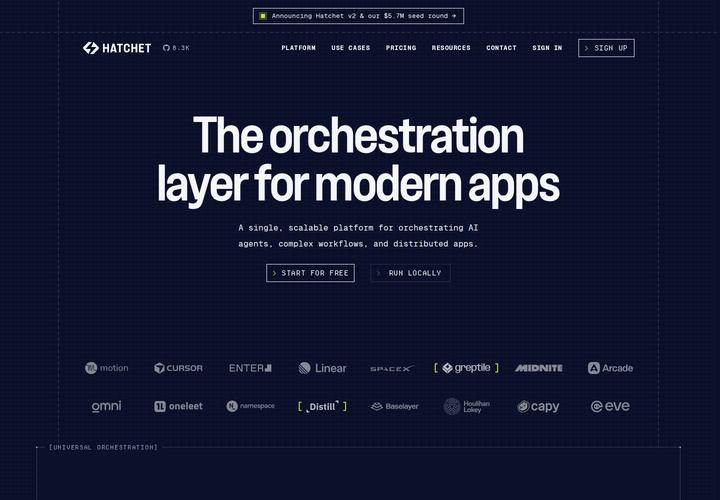 Announcing Hatchet v2 & our $5.7M seed round →
HATCHET 8.3K PLATFORM USE CASES PRICING RESOURCES CONTACT SIGN IN > SIGN UP
The orchestration
layer for modern apps
A single, scalable platform for orchestrating AI
agents, complex workflows, and distributed apps.
> START FOR FREE > RUN LOCALLY
motion CURSOR ENTER Linear SPACEX [ greptile ] MIDNITE Arcade
omni oneleet namespace [ Distill ] Baselayer Houlihan Lokey capy eve
[UNIVERSAL ORCHESTRATION]